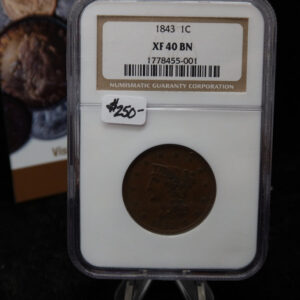 1843 1C
XF 40 BN
1778455-001
NUMISMATIC GUARANTY CORPORATION
$250-